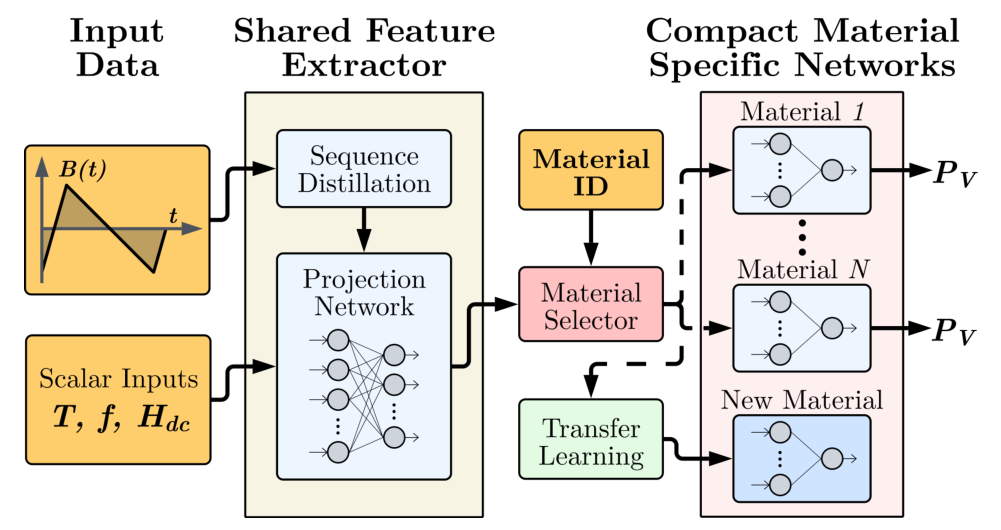 Input
Data
Shared Feature
Extractor
Compact Material
Specific Networks
B(t)
t
Scalar Inputs
T, f, H_dc
Sequence
Distillation
Projection
Network
Material
ID
Material
Selector
Transfer
Learning
Material 1
P_V
Material N
P_V
New Material